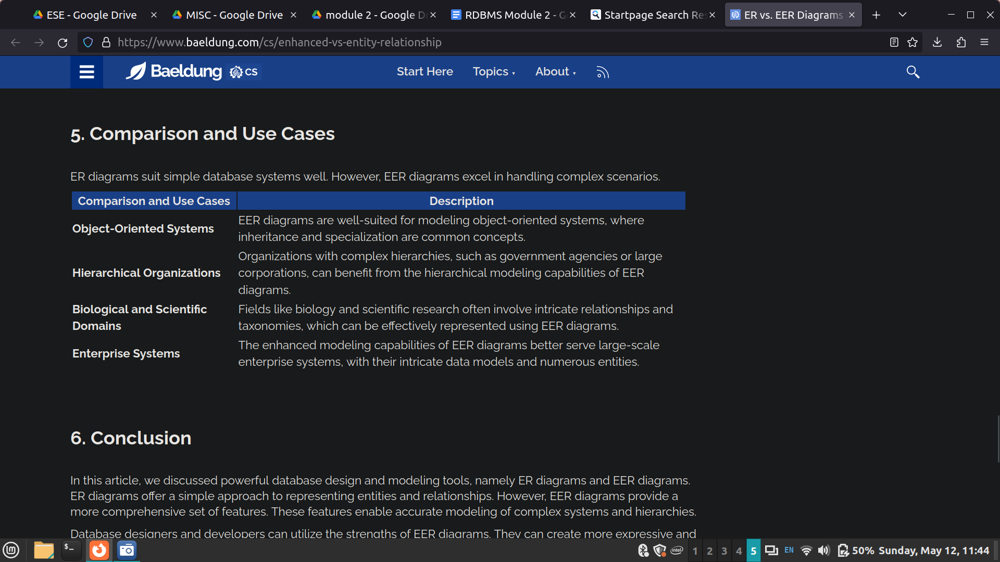 ESE - Google Drive
MISC - Google Drive
module 2 - Google D
RDBMS Module 2 - G
Startpage Search Res
ER vs. EER Diagrams
https://www.baeldung.com/cs/enhanced-vs-entity-relationship
Baeldung CS
Start Here
Topics
About
5. Comparison and Use Cases
ER diagrams suit simple database systems well. However, EER diagrams excel in handling complex scenarios.
Comparison and Use Cases
Description
Object-Oriented Systems
EER diagrams are well-suited for modeling object-oriented systems, where
inheritance and specialization are common concepts.
Hierarchical Organizations
Organizations with complex hierarchies, such as government agencies or large
corporations, can benefit from the hierarchical modeling capabilities of EER
diagrams.
Biological and Scientific
Domains
Fields like biology and scientific research often involve intricate relationships and
taxonomies, which can be effectively represented using EER diagrams.
Enterprise Systems
The enhanced modeling capabilities of EER diagrams better serve large-scale
enterprise systems, with their intricate data models and numerous entities.
6. Conclusion
In this article, we discussed powerful database design and modeling tools, namely ER diagrams and EER diagrams.
ER diagrams offer a simple approach to representing entities and relationships. However, EER diagrams provide a
more comprehensive set of features. These features enable accurate modeling of complex systems and hierarchies.
Database designers and developers can utilize the strengths of EER diagrams. They can create more expressive and
lm
$_
intel
1 2 3 4 5
EN
50%
Sunday, May 12, 11:44